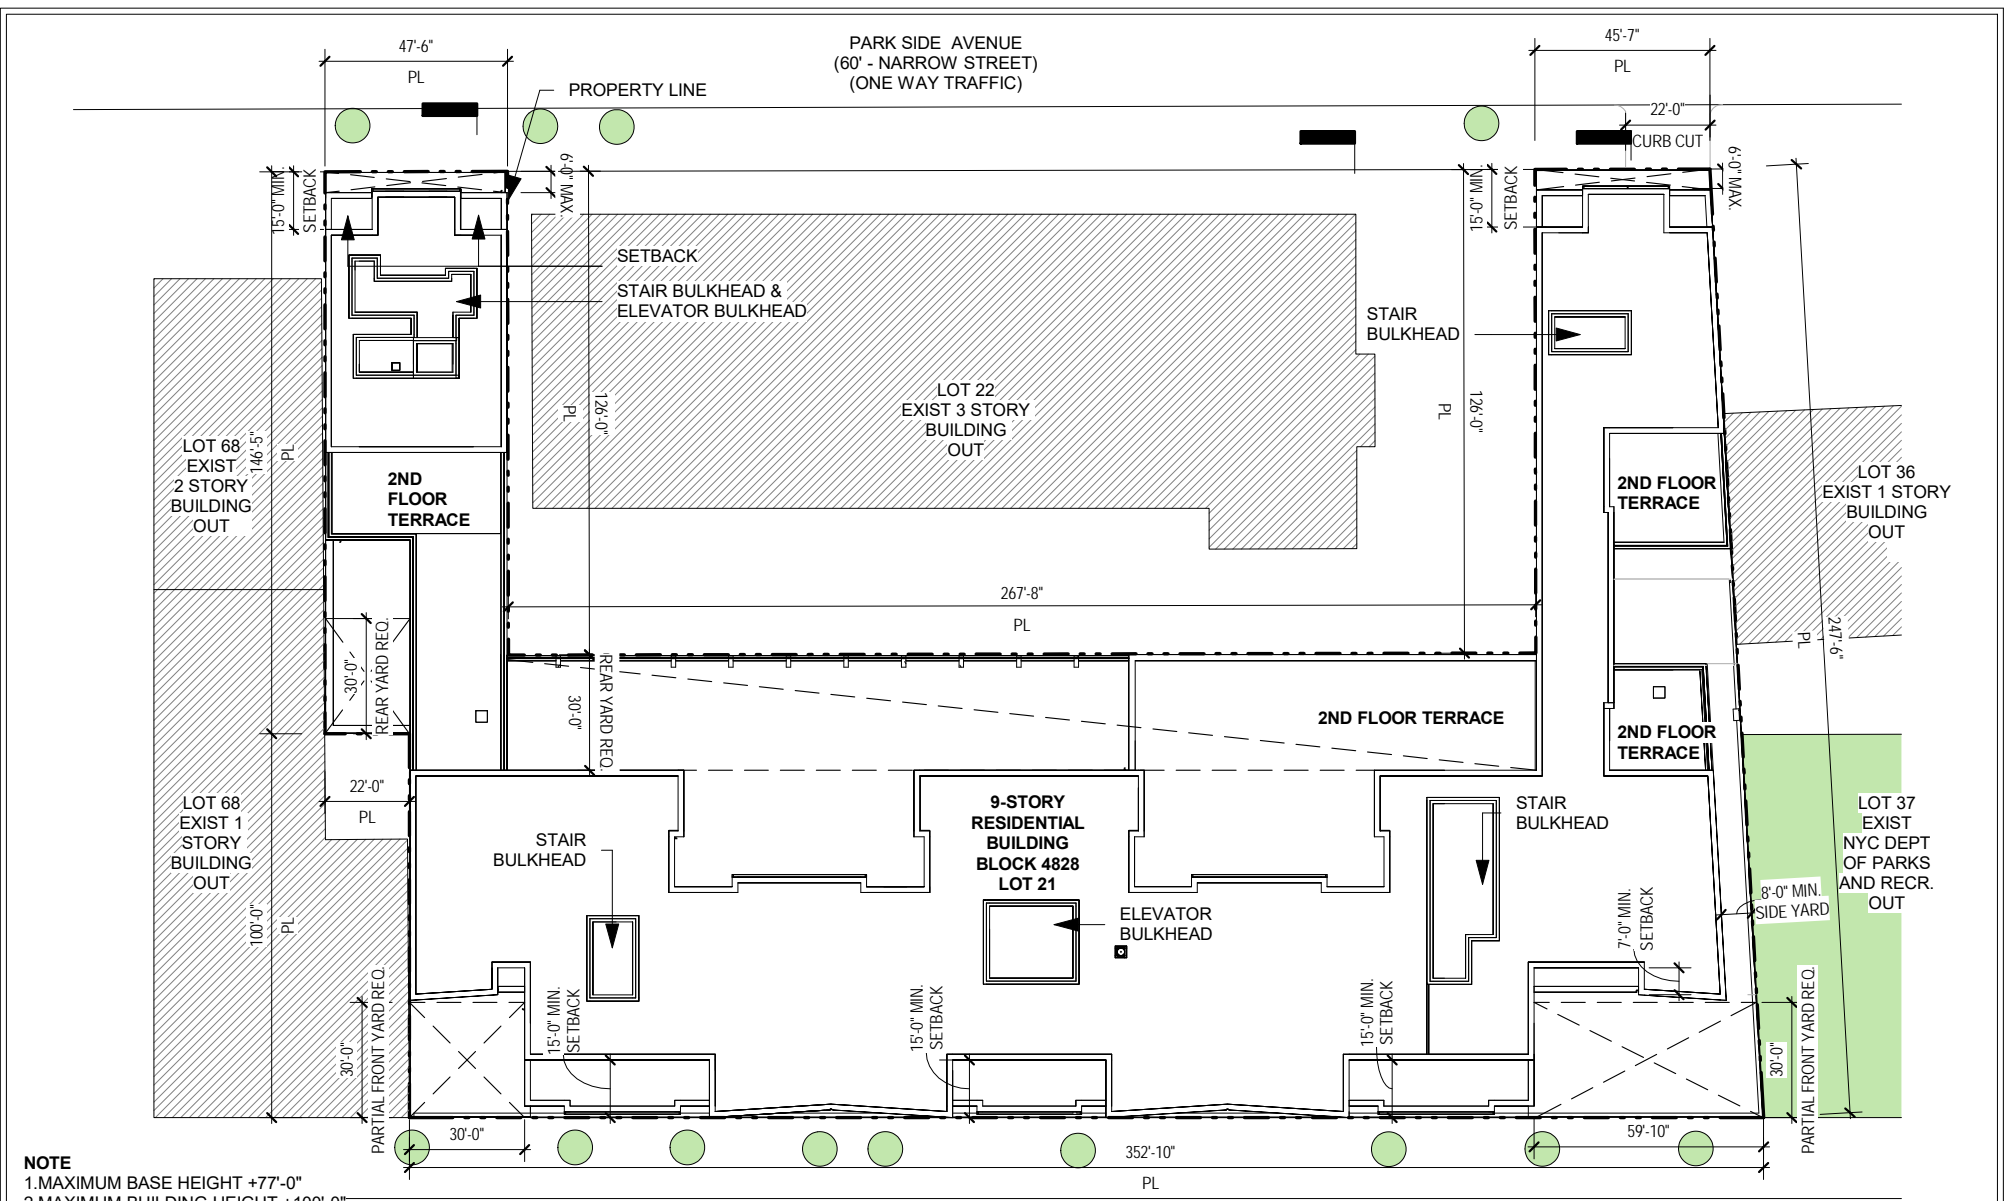 47'-6"
PL
PARK SIDE AVENUE
(60' - NARROW STREET)
(ONE WAY TRAFFIC)
45'-7"
PL
PROPERTY LINE
22'-0"
CURB CUT
15'-0" MIN.
SETBACK
6'-0" MAX.
15'-0" MIN.
SETBACK
6'-0" MAX.
SETBACK
STAIR BULKHEAD &
ELEVATOR BULKHEAD
STAIR
BULKHEAD
LOT 22
EXIST 3 STORY
BUILDING
OUT
PL
126'-0"
PL
126'-0"
LOT 68
EXIST
2 STORY
BUILDING
OUT
146'-5"
PL
2ND
FLOOR
TERRACE
2ND FLOOR
TERRACE
LOT 36
EXIST 1 STORY
BUILDING
OUT
267'-8"
PL
PL
247'-6"
30'-0"
REAR YARD REQ.
30'-0"
REAR YARD REQ.
2ND FLOOR TERRACE
2ND FLOOR
TERRACE
22'-0"
PL
LOT 68
EXIST 1
STORY
BUILDING
OUT
STAIR
BULKHEAD
9-STORY
RESIDENTIAL
BUILDING
BLOCK 4828
LOT 21
STAIR
BULKHEAD
LOT 37
EXIST
NYC DEPT
OF PARKS
AND RECR.
OUT
8'-0" MIN.
SIDE YARD
ELEVATOR
BULKHEAD
100'-0"
PL
7'-0" MIN.
SETBACK
30'-0"
PARTIAL FRONT YARD REQ.
15'-0" MIN.
SETBACK
15'-0" MIN.
SETBACK
15'-0" MIN.
SETBACK
30'-0"
PARTIAL FRONT YARD REQ.
30'-0"
59'-10"
352'-10"
PL
NOTE
1.MAXIMUM BASE HEIGHT +77'-0"
2.MAXIMUM BUILDING HEIGHT +100'-0"